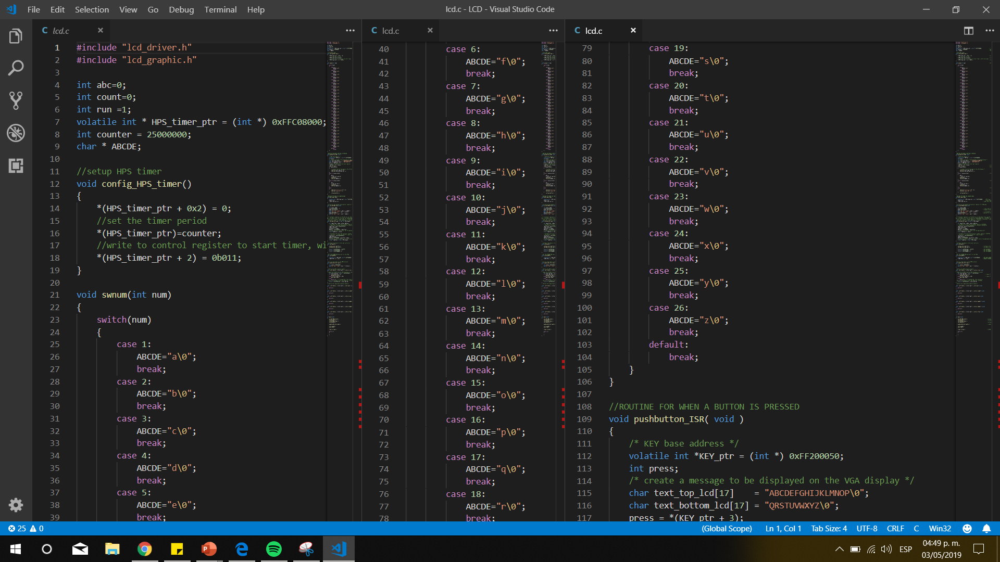 File Edit Selection View Go Debug Terminal Help
lcd.c - LCD - Visual Studio Code
C lcd.c
C lcd.c
C lcd.c
1 #include "lcd_driver.h"
2 #include "lcd_graphic.h"
3
4 int abc=0;
5 int count=0;
6 int run =1;
7 volatile int * HPS_timer_ptr = (int *) 0xFFC08000;
8 int counter = 25000000;
9 char * ABCDE;
10
11 //setup HPS timer
12 void config_HPS_timer()
13 {
14 *(HPS_timer_ptr + 0x2) = 0;
15 //set the timer period
16 *(HPS_timer_ptr)=counter;
17 //write to control register to start timer, wi
18 *(HPS_timer_ptr + 2) = 0b011;
19 }
20
21 void swnum(int num)
22 {
23 switch(num)
24 {
25 case 1:
26 ABCDE="a\0";
27 break;
28 case 2:
29 ABCDE="b\0";
30 break;
31 case 3:
32 ABCDE="c\0";
33 break;
34 case 4:
35 ABCDE="d\0";
36 break;
37 case 5:
38 ABCDE="e\0";
39 break;
40 case 6:
41 ABCDE="f\0";
42 break;
43 case 7:
44 ABCDE="g\0";
45 break;
46 case 8:
47 ABCDE="h\0";
48 break;
49 case 9:
50 ABCDE="i\0";
51 break;
52 case 10:
53 ABCDE="j\0";
54 break;
55 case 11:
56 ABCDE="k\0";
57 break;
58 case 12:
59 ABCDE="l\0";
60 break;
61 case 13:
62 ABCDE="m\0";
63 break;
64 case 14:
65 ABCDE="n\0";
66 break;
67 case 15:
68 ABCDE="o\0";
69 break;
70 case 16:
71 ABCDE="p\0";
72 break;
73 case 17:
74 ABCDE="q\0";
75 break;
76 case 18:
77 ABCDE="r\0";
78 break;
79 case 19:
80 ABCDE="s\0";
81 break;
82 case 20:
83 ABCDE="t\0";
84 break;
85 case 21:
86 ABCDE="u\0";
87 break;
88 case 22:
89 ABCDE="v\0";
90 break;
91 case 23:
92 ABCDE="w\0";
93 break;
94 case 24:
95 ABCDE="x\0";
96 break;
97 case 25:
98 ABCDE="y\0";
99 break;
100 case 26:
101 ABCDE="z\0";
102 break;
103 default:
104 break;
105 }
106 }
107
108 //ROUTINE FOR WHEN A BUTTON IS PRESSED
109 void pushbutton_ISR( void )
110 {
111 /* KEY base address */
112 volatile int *KEY_ptr = (int *) 0xFF200050;
113 int press;
114 /* create a message to be displayed on the VGA display */
115 char text_top_lcd[17] = "ABCDEFGHIJKLMNOP\0";
116 char text_bottom_lcd[17] = "QRSTUVWXYZ\0";
117 press = *(KEY_ptr + 3);
25 0
(Global Scope) Ln 1, Col 1 Tab Size: 4 UTF-8 CRLF C Win32
ESP
04:49 p. m.
03/05/2019